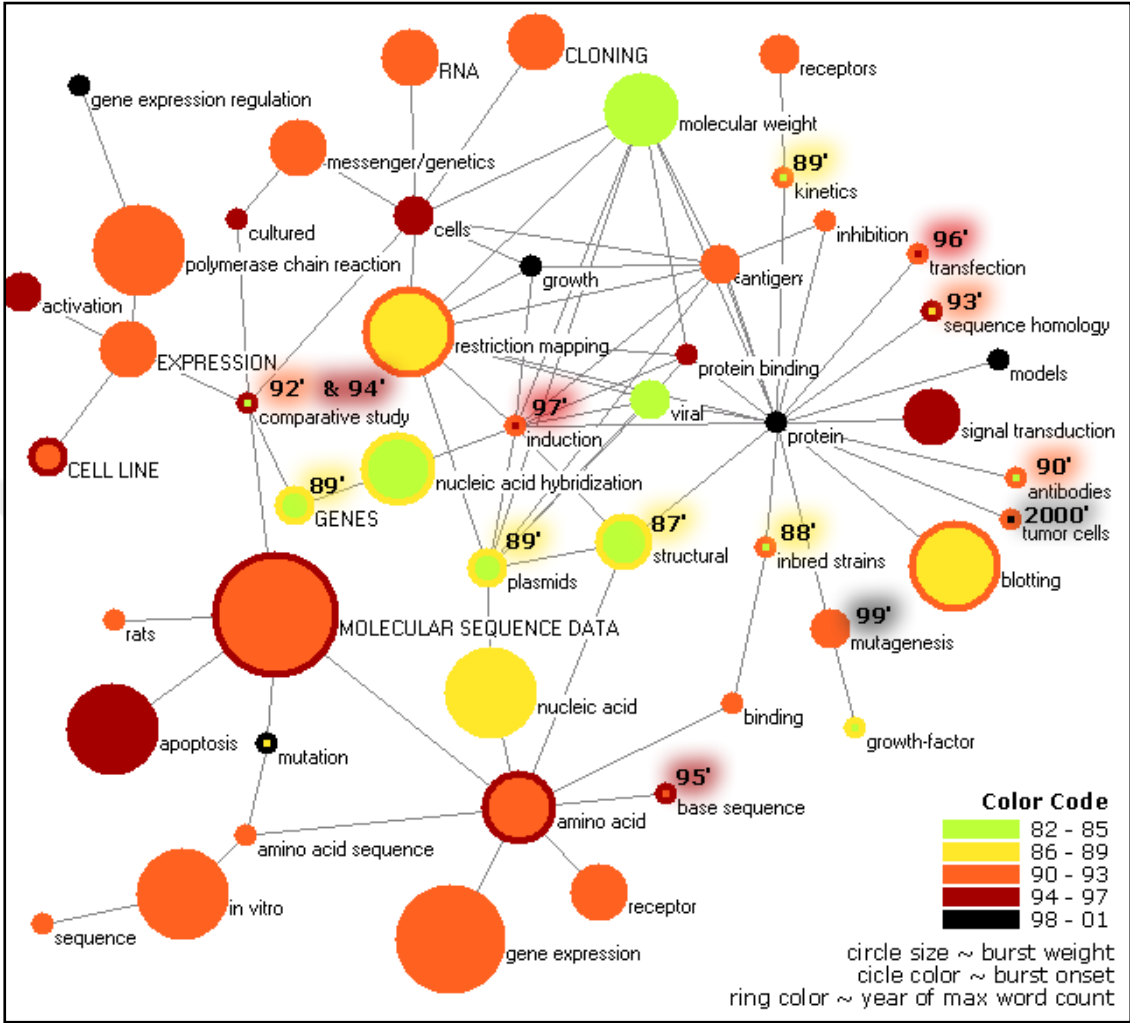 RNA
CLONING
receptors
gene expression regulation
molecular weight
messenger/genetics
89'
kinetics
cultured
cells
inhibition
96'
transfection
polymerase chain reaction
growth
antigen
activation
93'
sequence homology
restriction mapping
EXPRESSION
protein binding
models
92' & 94'
comparative study
97'
viral
induction
protein
signal transduction
CELL LINE
nucleic acid hybridization
90'
antibodies
89'
GENES
87'
2000'
tumor cells
89'
structural
88'
inbred strains
plasmids
blotting
99'
rats
MOLECULAR SEQUENCE DATA
mutagenesis
nucleic acid
binding
apoptosis
mutation
growth-factor
95'
base sequence
amino acid
amino acid sequence
in vitro
receptor
sequence
gene expression
Color Code
82 - 85
86 - 89
90 - 93
94 - 97
98 - 01
circle size ~ burst weight
cicle color ~ burst onset
ring color ~ year of max word count